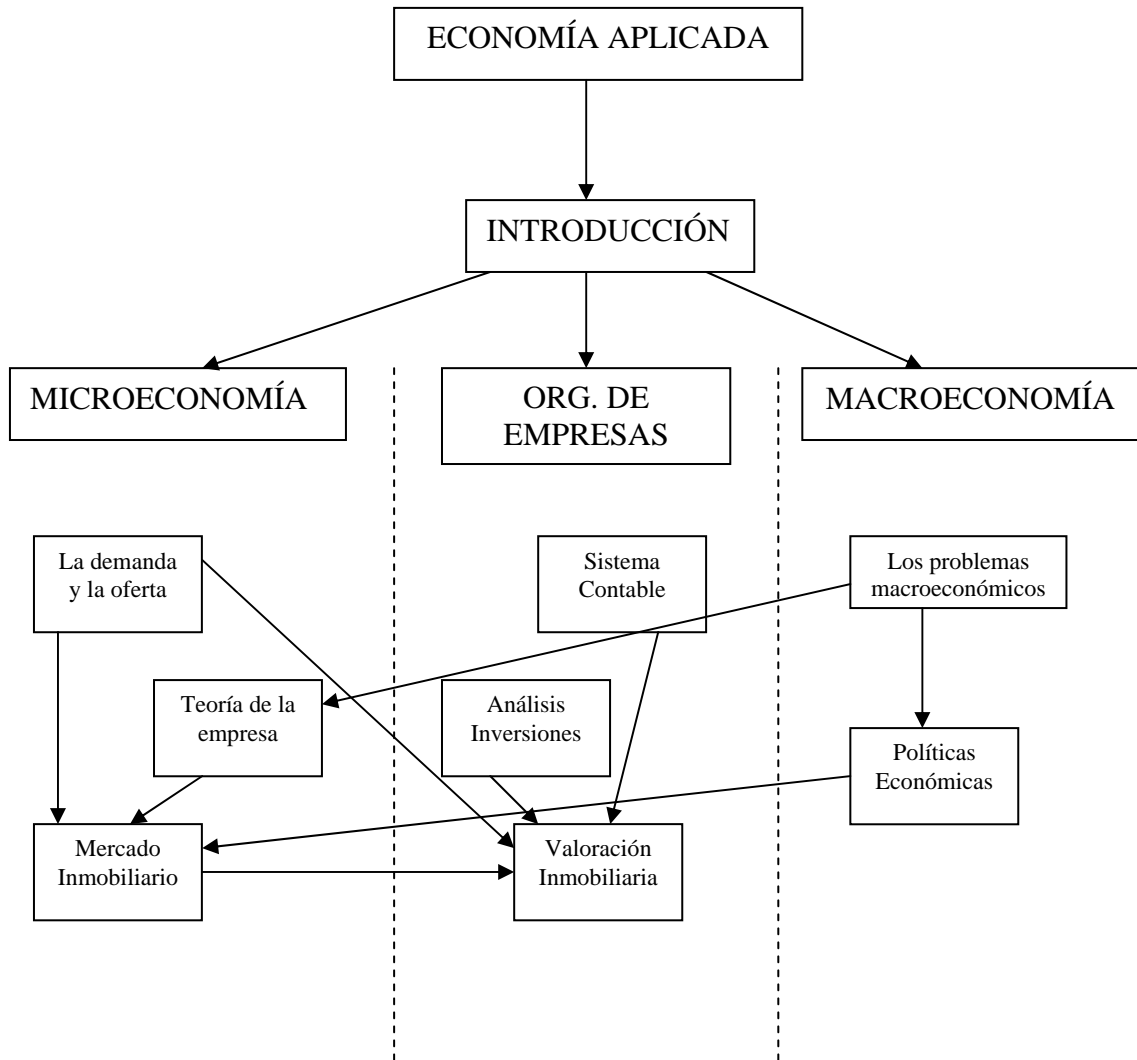 ECONOMÍA APLICADA
INTRODUCCIÓN
MICROECONOMÍA
ORG. DE
EMPRESAS
MACROECONOMÍA
La demanda
y la oferta
Sistema
Contable
Los problemas
macroeconómicos
Teoría de la
empresa
Análisis
Inversiones
Políticas
Económicas
Mercado
Inmobiliario
Valoración
Inmobiliaria